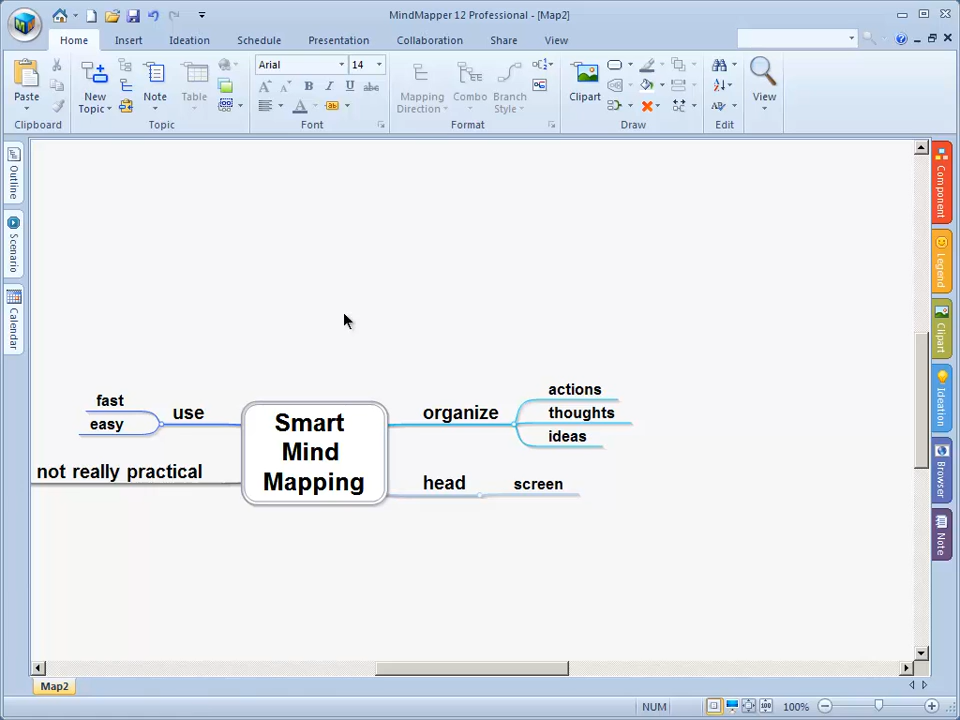 MindMapper 12 Professional - [Map2]
Home Insert Ideation Schedule Presentation Collaboration Share View
Paste
New Topic
Note
Table
Arial 14
B I U abc
A
ab
Mapping Direction
Combo
Branch Style
Clipart
View
Clipboard Topic Font Format Draw Edit
Outline
Scenario
Calendar
Component
Legend
Clipart
Ideation
Browser
Note
fast
easy
use
not really practical
Smart
Mind
Mapping
organize
actions
thoughts
ideas
head
screen
Map2
NUM 100%